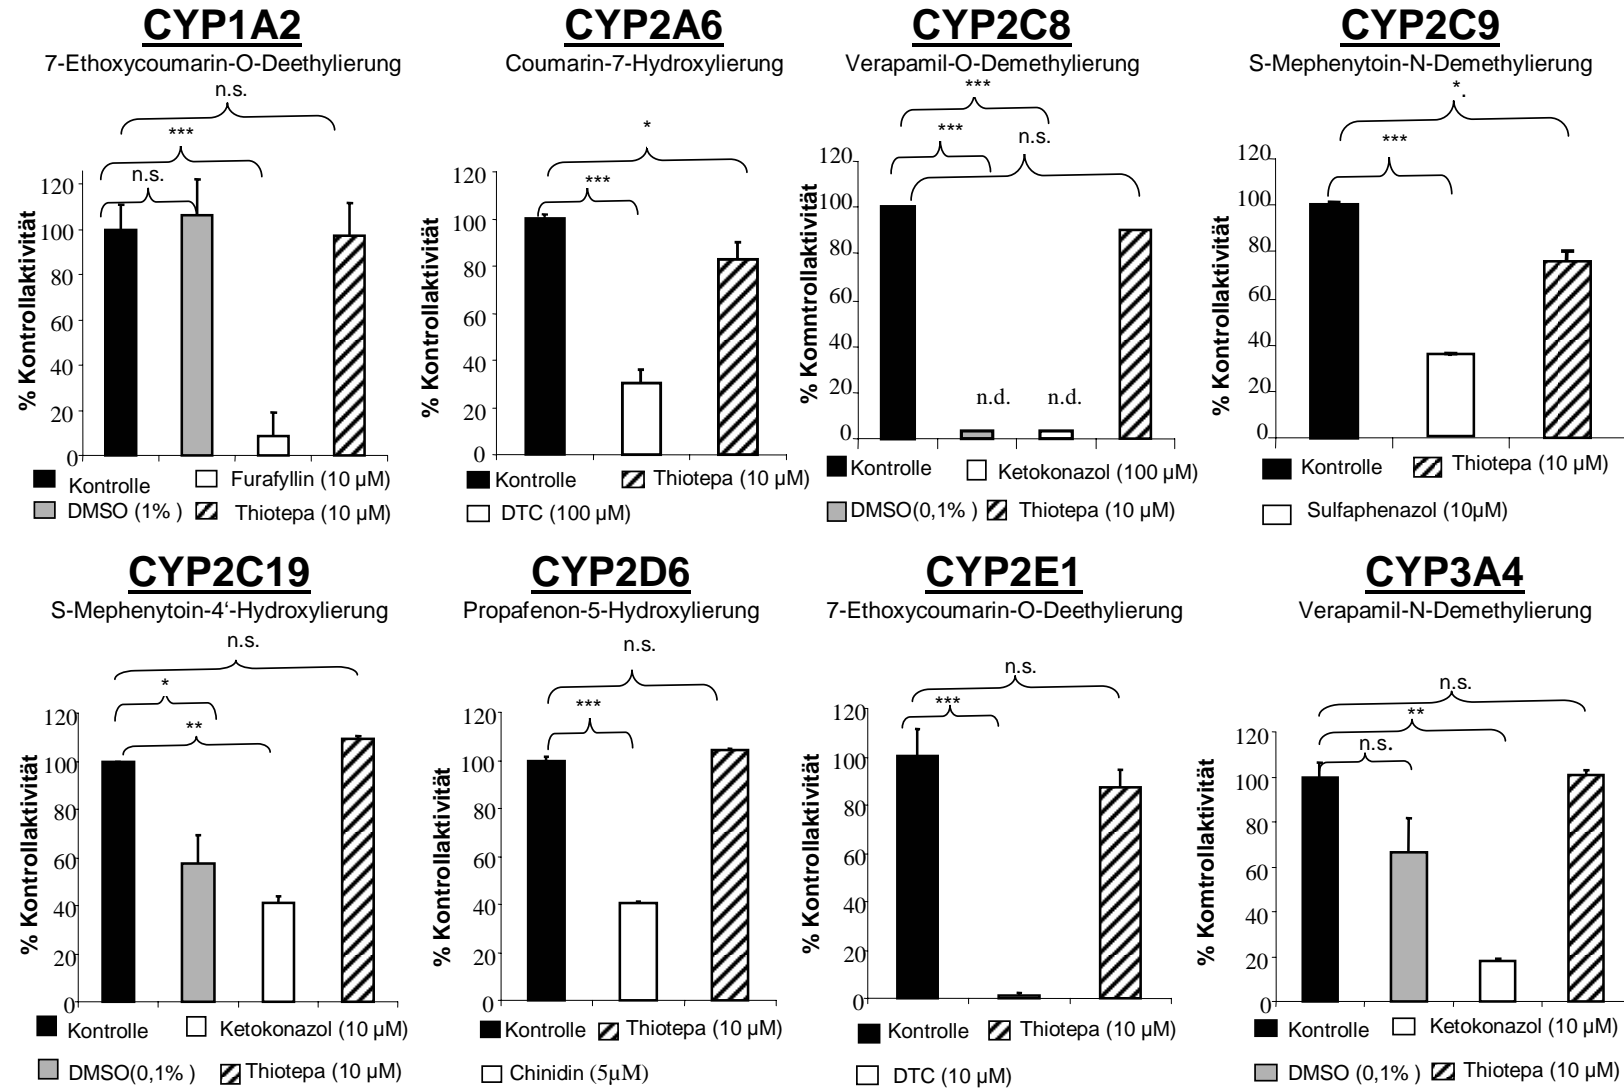 CYP1A2
7-Ethoxycoumarin-O-Deethylierung
n.s.
***
n.s.
% Kontrollaktivität
120
100
80
60
40
20
0
Kontrolle
Furafyllin (10 µM)
DMSO (1% )
Thiotepa (10 µM)
CYP2A6
Coumarin-7-Hydroxylierung
*
***
% Kontrollaktivität
120
100
80
60
40
20
0
Kontrolle
Thiotepa (10 µM)
DTC (100 µM)
CYP2C8
Verapamil-O-Demethylierung
***
***
n.s.
% Komntrollaktivität
120
100
80
60
40
20
0
n.d.
n.d.
Kontrolle
Ketokonazol (100 µM)
DMSO(0,1% )
Thiotepa (10 µM)
CYP2C9
S-Mephenytoin-N-Demethylierung
*.
***
% Kontrollaktivität
120
100
80
60
40
20
0
Kontrolle
Thiotepa (10 µM)
Sulfaphenazol (10µM)
CYP2C19
S-Mephenytoin-4‘-Hydroxylierung
n.s.
*
**
% Kontrollaktivität
120
100
80
60
40
20
0
Kontrolle
Ketokonazol (10 µM)
DMSO(0,1% )
Thiotepa (10 µM)
CYP2D6
Propafenon-5-Hydroxylierung
n.s.
***
% Kontrollaktivität
120
100
80
60
40
20
0
Kontrolle
Thiotepa (10 µM)
Chinidin (5µM)
CYP2E1
7-Ethoxycoumarin-O-Deethylierung
n.s.
***
% Kontrollaktivität
120
100
80
60
40
20
0
Kontrolle
Thiotepa (10 µM)
DTC (10 µM)
CYP3A4
Verapamil-N-Demethylierung
n.s.
**
n.s.
% Komtrollaktivität
120
100
80
60
40
20
0
Kontrolle
Ketokonazol (10 µM)
DMSO (0,1% )
Thiotepa (10 µM)